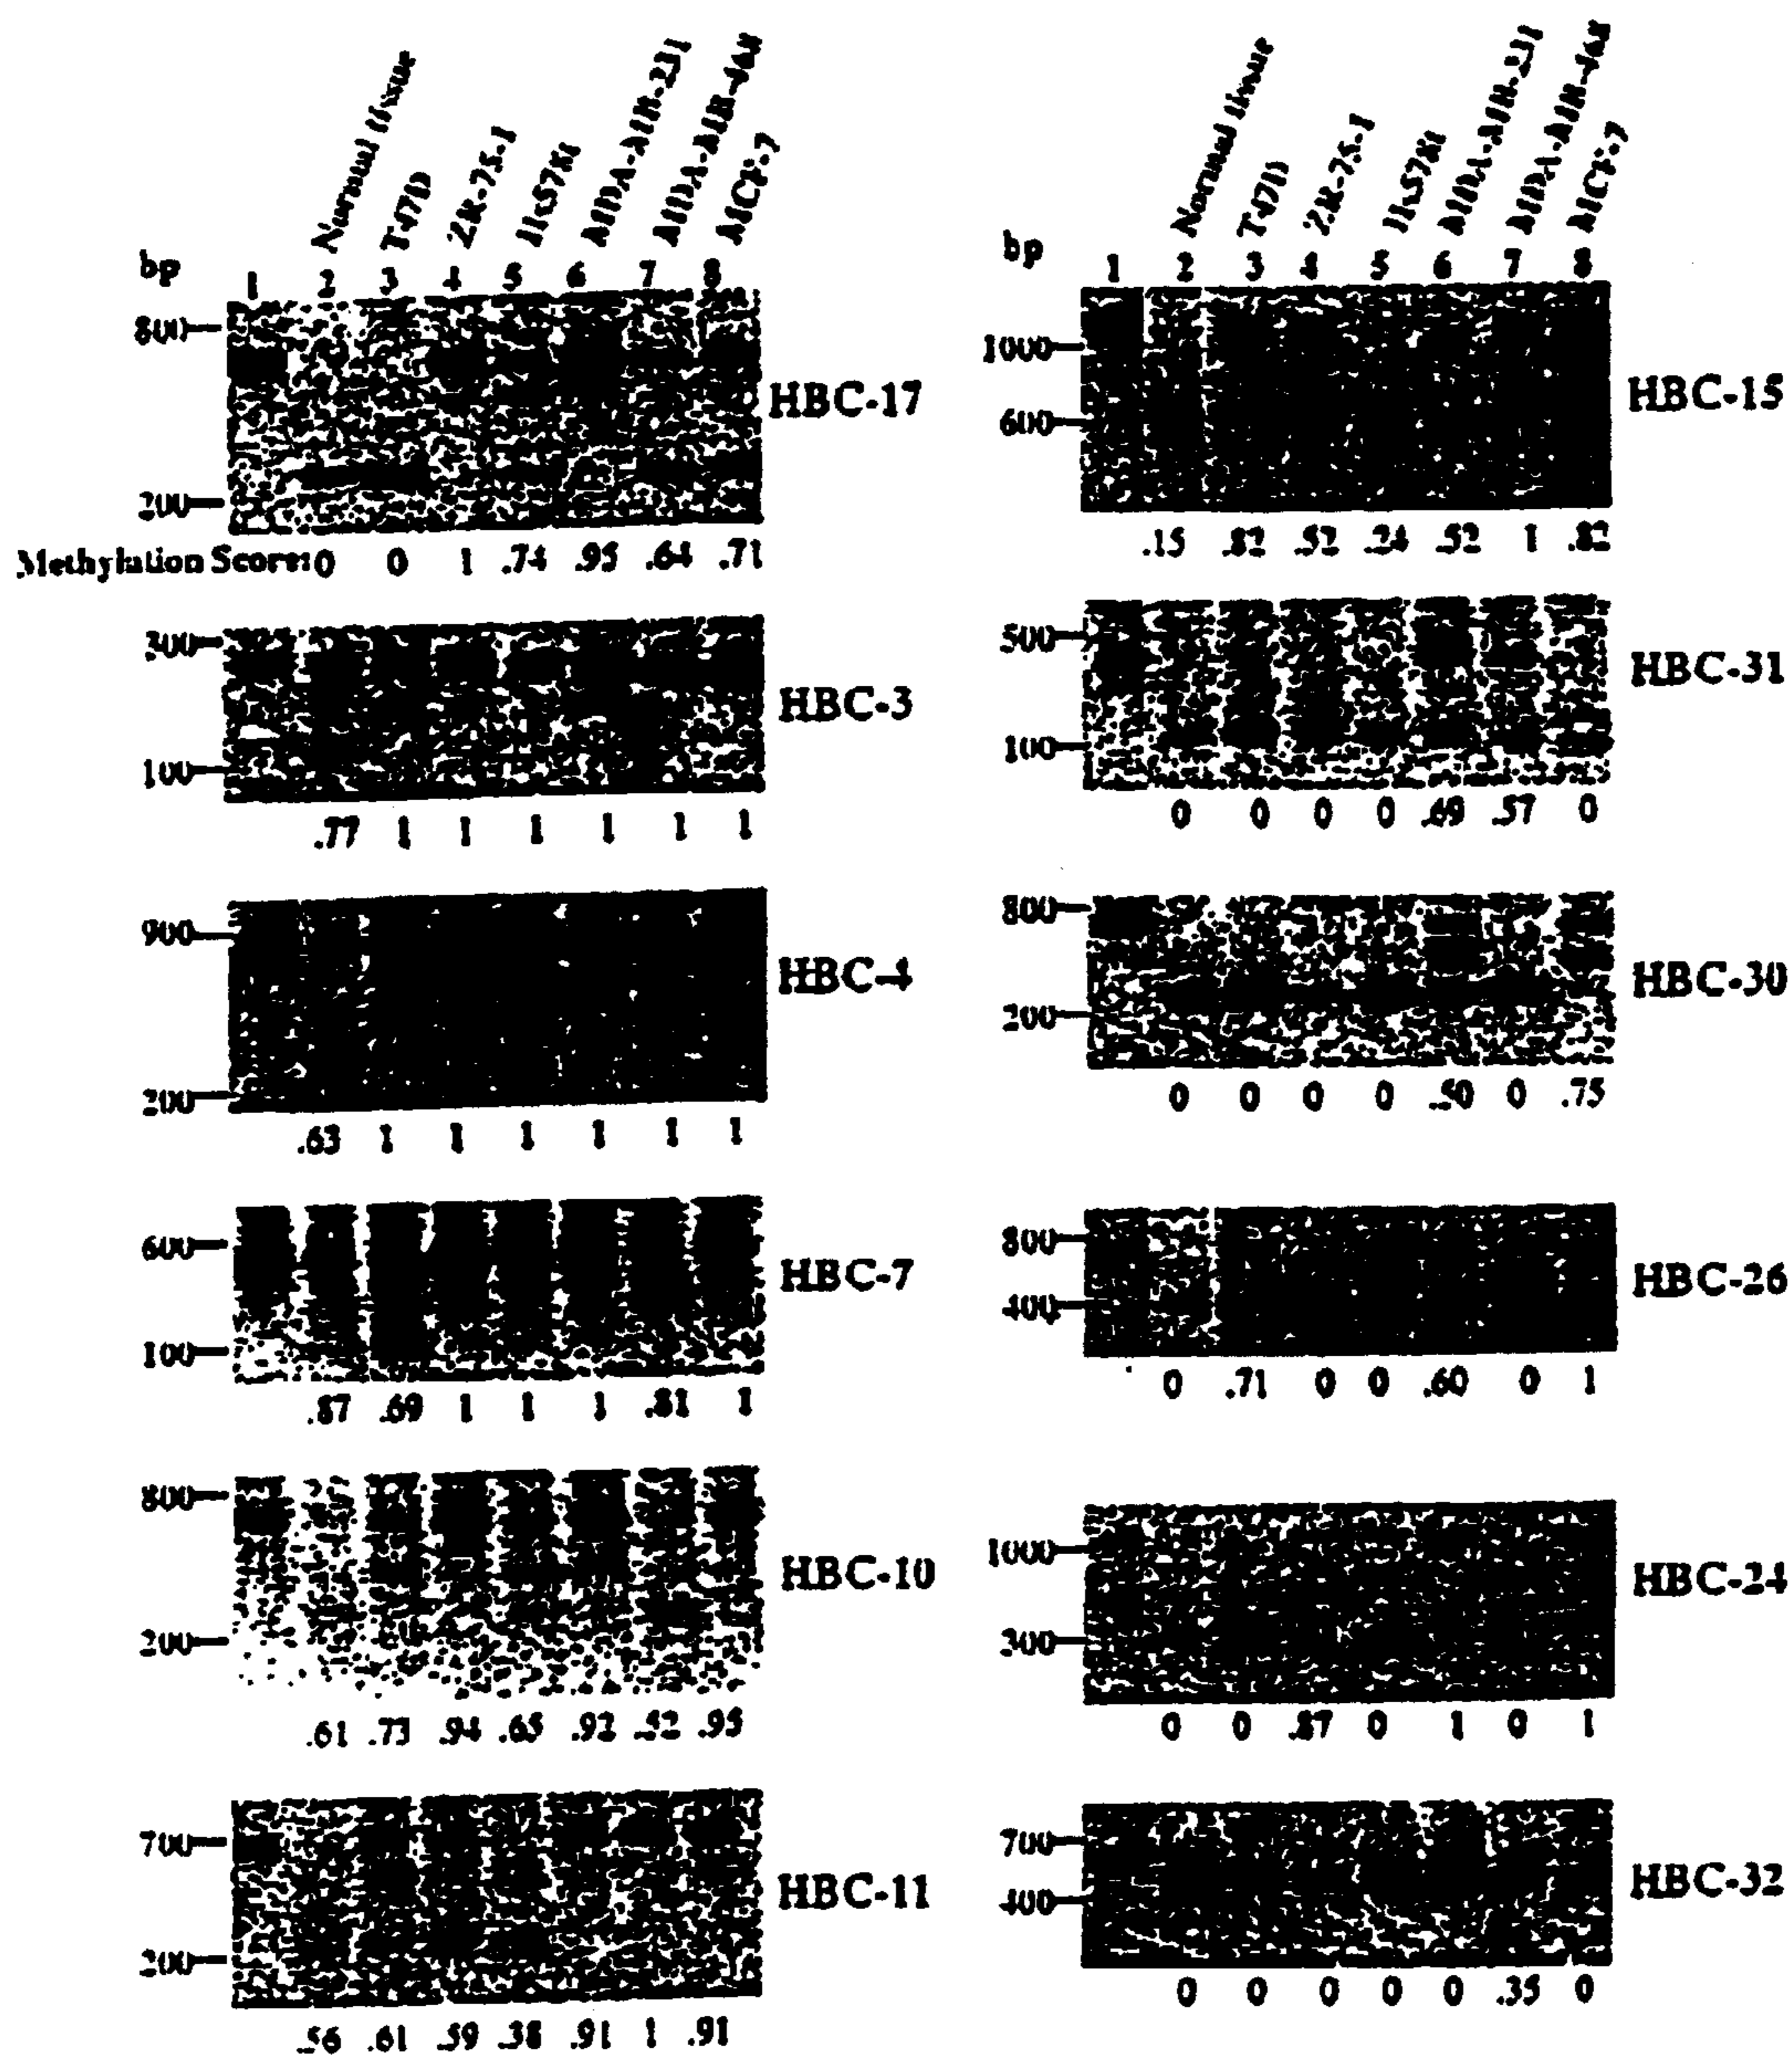 Normal tissue T47D ZR-75-1 Hs578t MDA-MB-231 MDA-MB-468 MCF-7
bp 1 2 3 4 5 6 7 8
800
200
HBC-17
Methylation Score: 0 0 1 .74 .95 .64 .71
300
100
HBC-3
.77 1 1 1 1 1 1
900
200
HBC-4
.63 1 1 1 1 1 1
600
100
HBC-7
.87 .69 1 1 1 .81 1
800
200
HBC-10
.61 .73 .94 .65 .92 .52 .95
700
200
HBC-11
.56 .61 .59 .38 .91 1 .91
Normal tissue T47D ZR-75-1 Hs578t MDA-MB-231 MDA-MB-468 MCF-7
bp 1 2 3 4 5 6 7 8
1000
600
HBC-15
.15 .82 .52 .24 .52 1 .82
500
100
HBC-31
0 0 0 0 .69 .57 0
800
200
HBC-30
0 0 0 0 .50 0 .75
800
400
HBC-26
0 .71 0 0 .60 0 1
1000
300
HBC-24
0 0 .87 0 1 0 1
700
400
HBC-32
0 0 0 0 0 .35 0